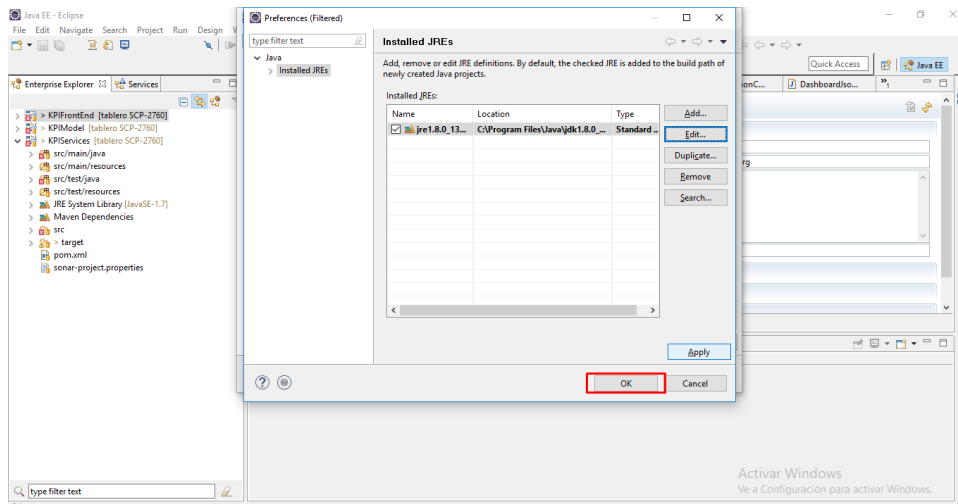 Java EE - Eclipse
File Edit Navigate Search Project Run Design
Quick Access
Java EE
Enterprise Explorer
Services
> KPIFrontEnd [tablero SCP-2760]
> KPIModel [tablero SCP-2760]
> KPIServices [tablero SCP-2760]
src/main/java
src/main/resources
src/test/java
src/test/resources
JRE System Library [JavaSE-1.7]
Maven Dependencies
src
> target
pom.xml
sonar-project.properties
type filter text
Preferences (Filtered)
type filter text
Java
Installed JREs
Installed JREs
Add, remove or edit JRE definitions. By default, the checked JRE is added to the build path of
newly created Java projects.
Installed JREs:
Name Location Type
jre1.8.0_13... C:\Program Files\Java\jdk1.8.0_... Standard ...
Add...
Edit...
Duplicate...
Remove
Search...
Apply
OK
Cancel
ionC...
DashboardJso...
rg
Activar Windows
Ve a Configuración para activar Windows.